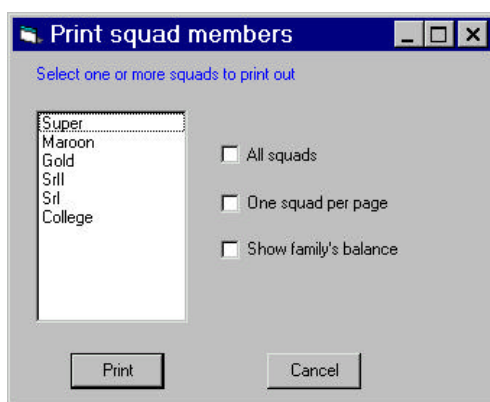 Print squad members
Select one or more squads to print out
Super
Maroon
Gold
SrII
SrI
College
All squads
One squad per page
Show family's balance
Print
Cancel